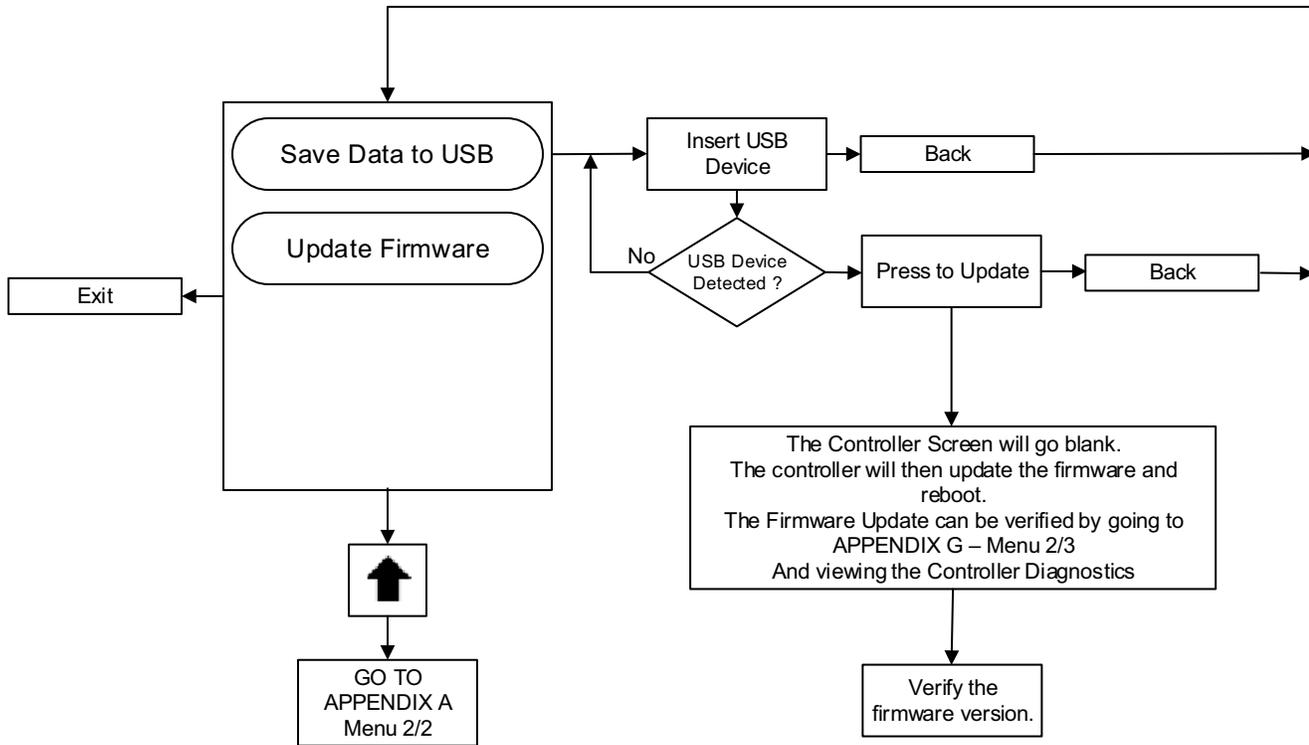 Save Data to USB
Insert USB
Device
Back
Update Firmware
No
USB Device
Detected ?
Press to Update
Back
Exit
The Controller Screen will go blank.
The controller will then update the firmware and
reboot.
The Firmware Update can be verified by going to
APPENDIX G – Menu 2/3
And viewing the Controller Diagnostics
GO TO
APPENDIX A
Menu 2/2
Verify the
firmware version.